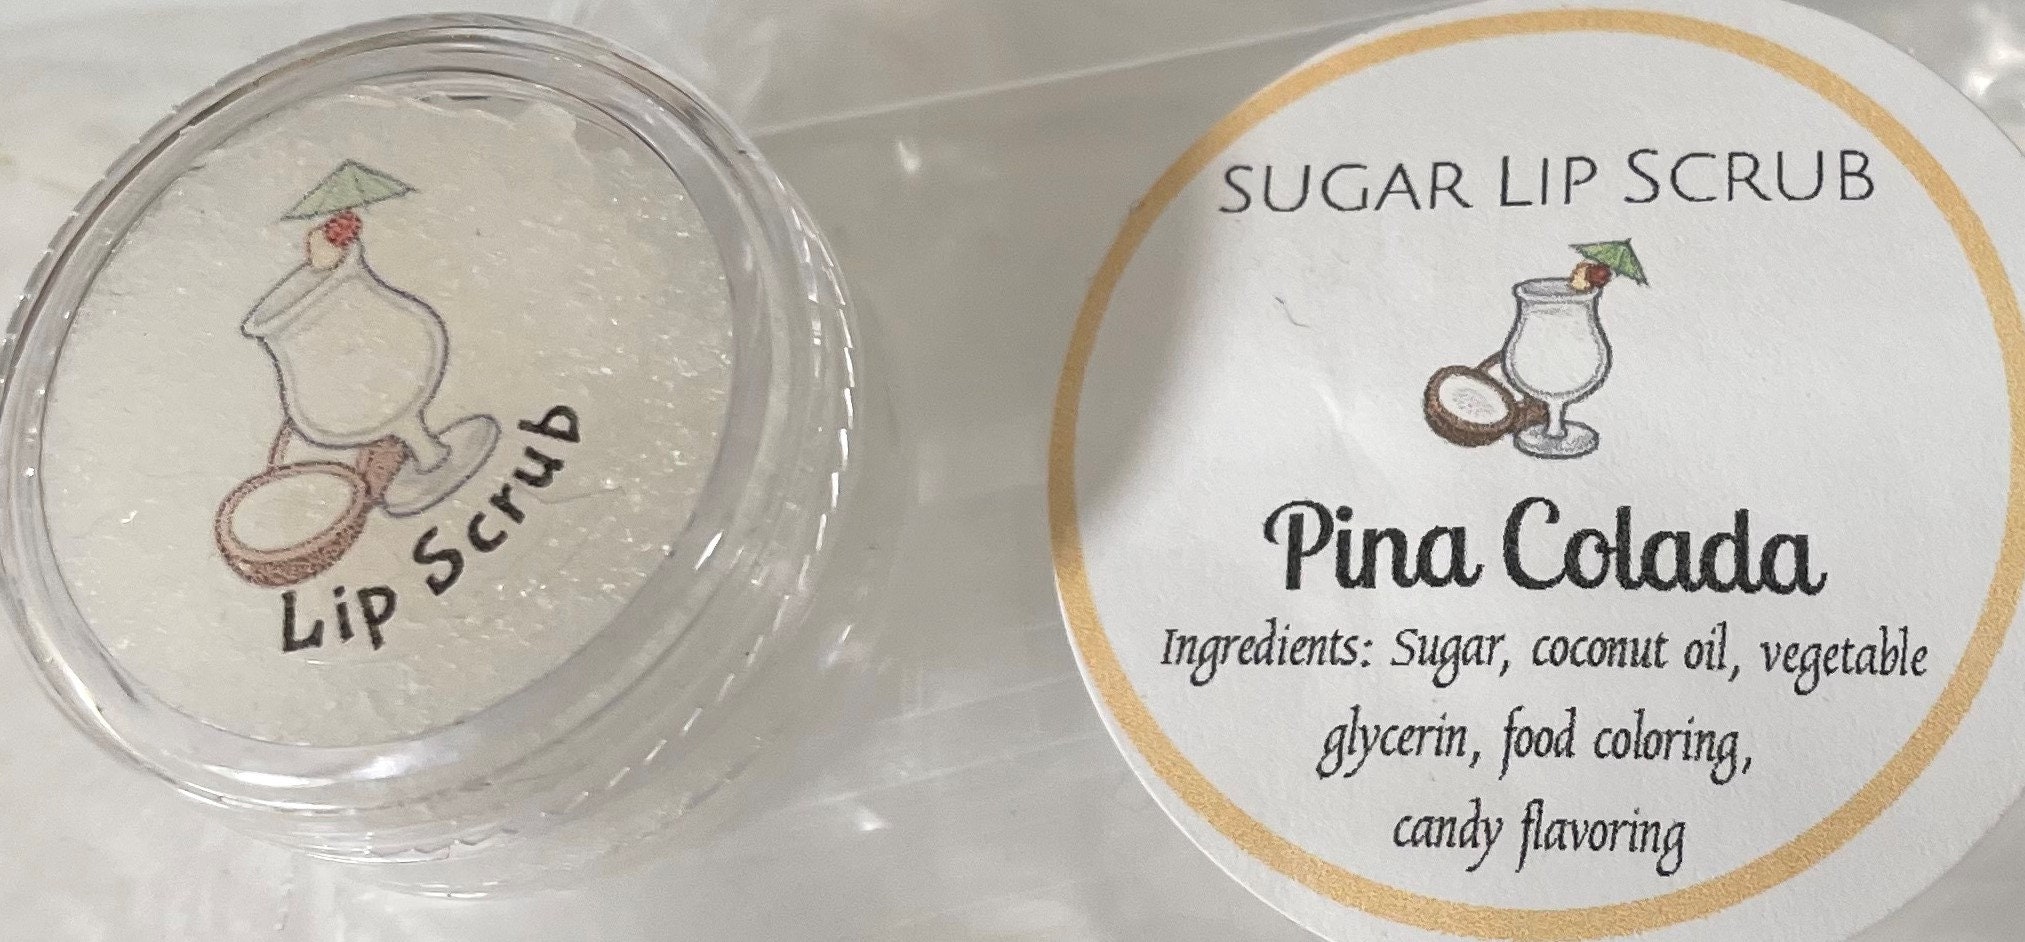 Lip Scrub
SUGAR LIP SCRUB
Pina Colada
Ingredients: Sugar, coconut oil, vegetable
glycerin, food coloring,
candy flavoring